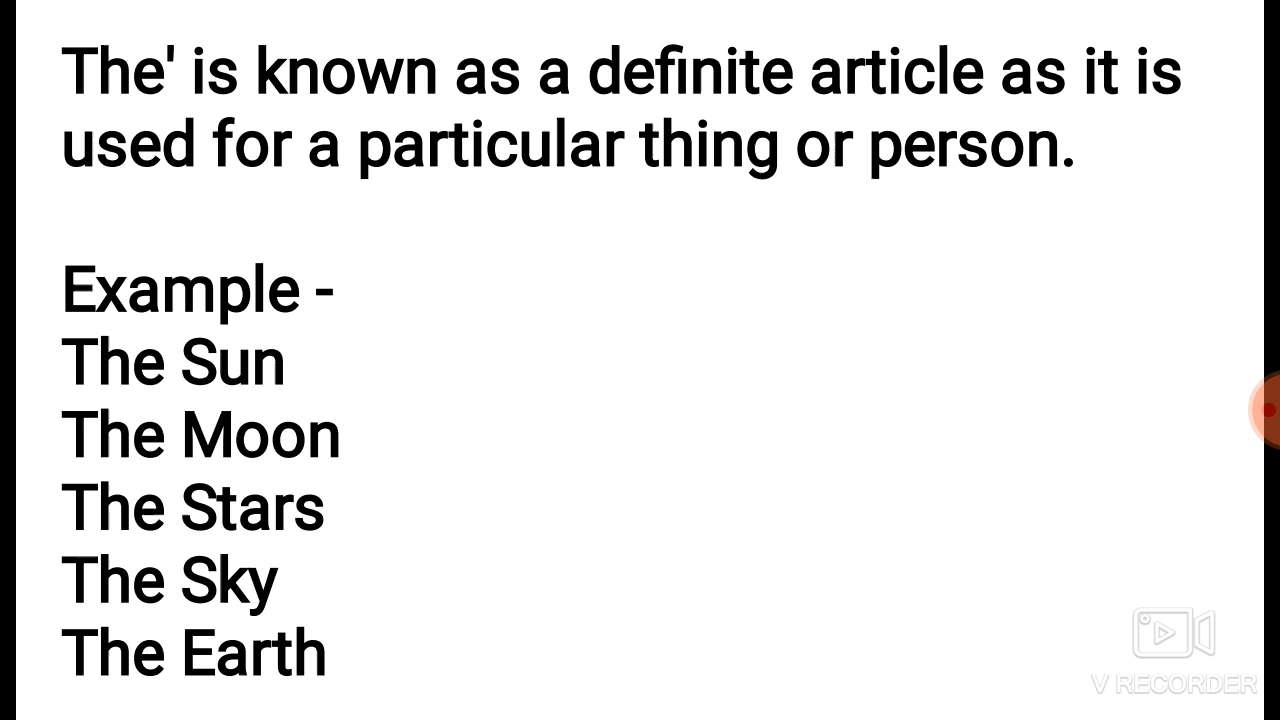 The' is known as a definite article as it is
used for a particular thing or person.
Example -
The Sun
The Moon
The Stars
The Sky
The Earth
V RECORDER